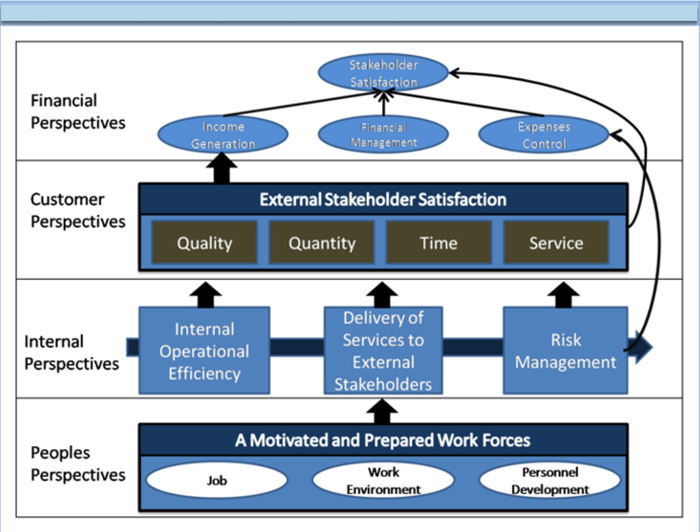 Stakeholder
Satisfaction
Financial
Perspectives
Income
Generation
Financial
Management
Expenses
Control
Customer
Perspectives
External Stakeholder Satisfaction
Quality
Quantity
Time
Service
Internal
Perspectives
Internal
Operational
Efficiency
Delivery of
Services to
External
Stakeholders
Risk
Management
Peoples
Perspectives
A Motivated and Prepared Work Forces
Job
Work
Environment
Personnel
Development